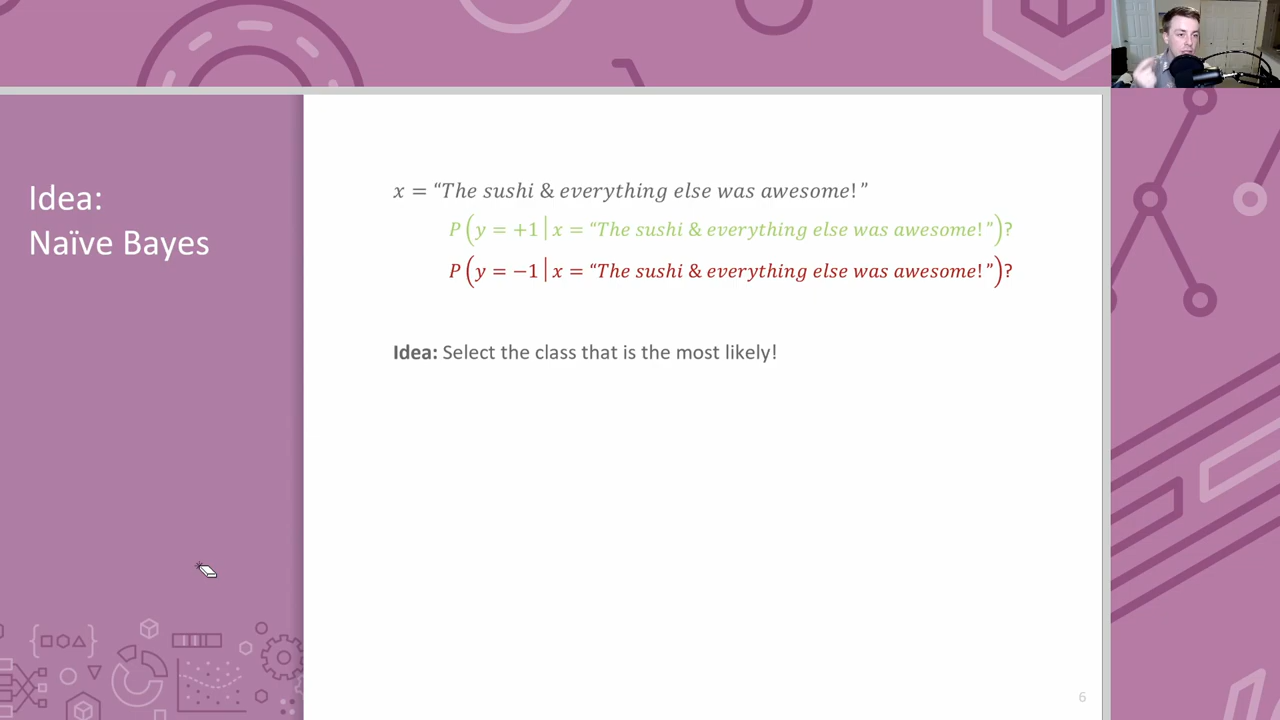 Idea:
Naïve Bayes
x = “The sushi & everything else was awesome! ”
P(y = +1 | x = “The sushi & everything else was awesome! ”)?
P(y = −1 | x = “The sushi & everything else was awesome! ”)?
Idea: Select the class that is the most likely!
6